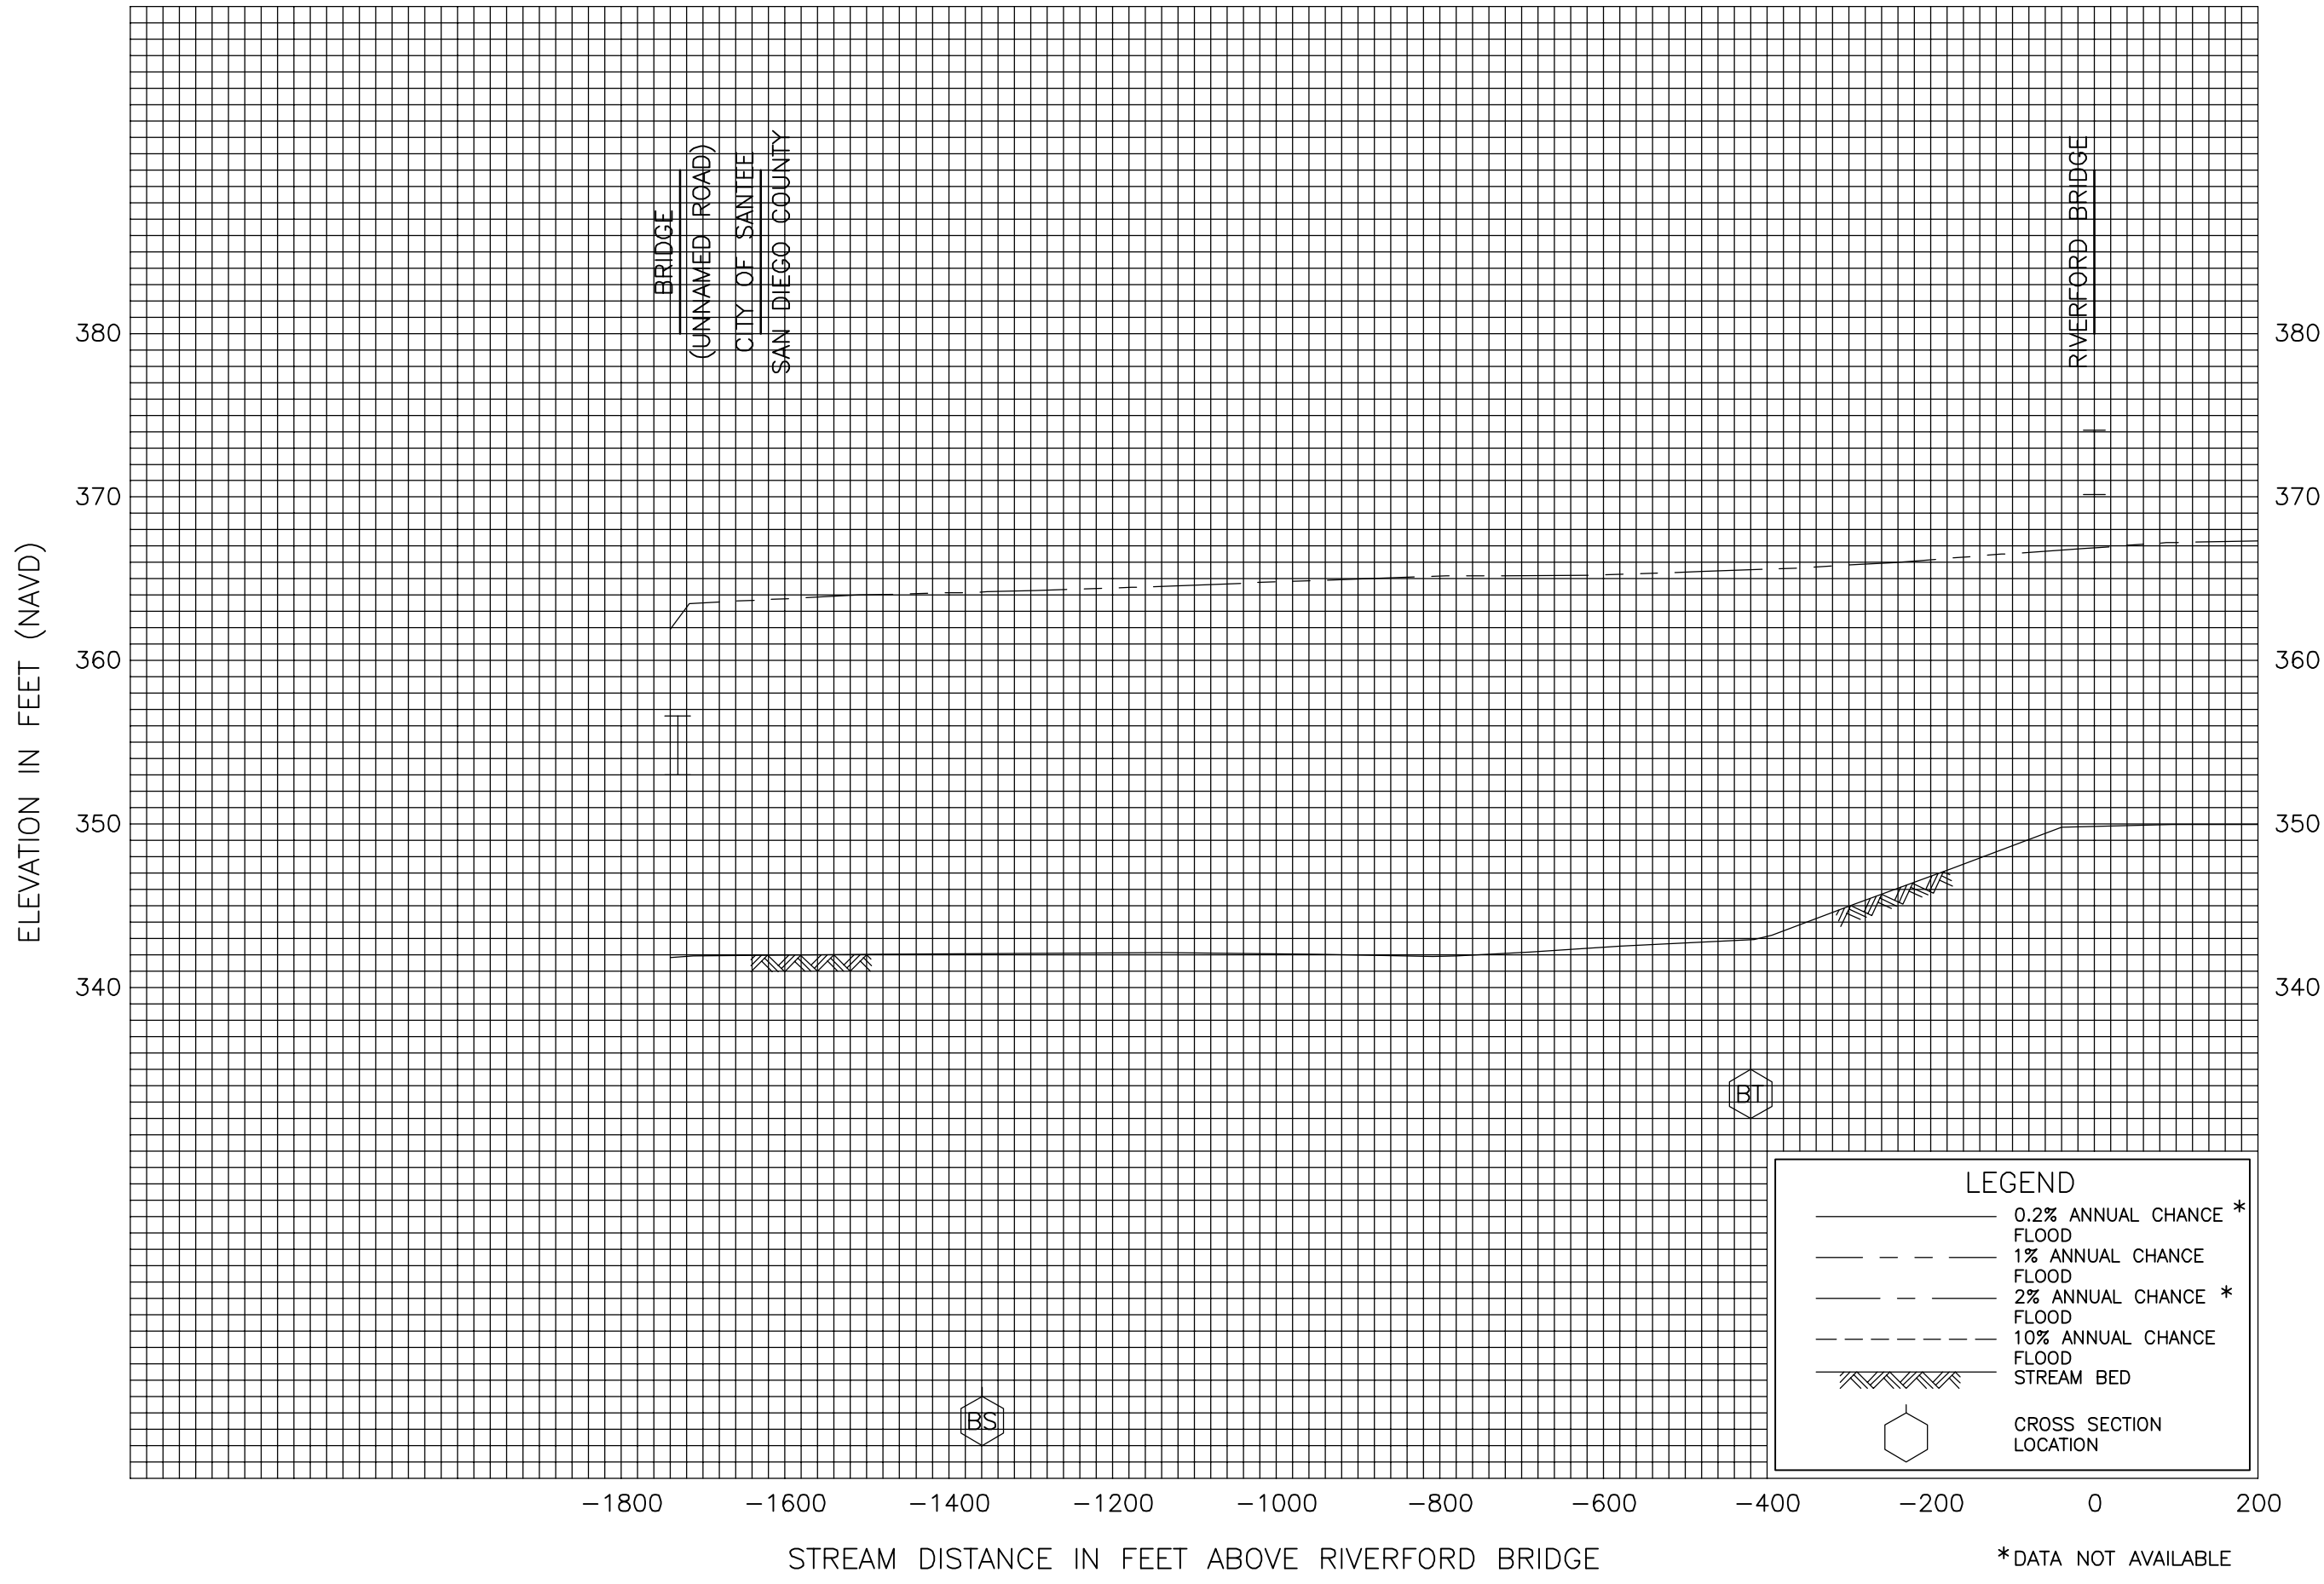 BRIDGE
(UNNAMED ROAD)
CITY OF SANTEE
SAN DIEGO COUNTY
RIVERFORD BRIDGE
ELEVATION IN FEET (NAVD)
380
370
360
350
340
380
370
360
350
340
BT
BS
LEGEND
0.2% ANNUAL CHANCE *
FLOOD
1% ANNUAL CHANCE
FLOOD
2% ANNUAL CHANCE *
FLOOD
10% ANNUAL CHANCE
FLOOD
STREAM BED
CROSS SECTION
LOCATION
-1800 -1600 -1400 -1200 -1000 -800 -600 -400 -200 0 200
STREAM DISTANCE IN FEET ABOVE RIVERFORD BRIDGE
*DATA NOT AVAILABLE